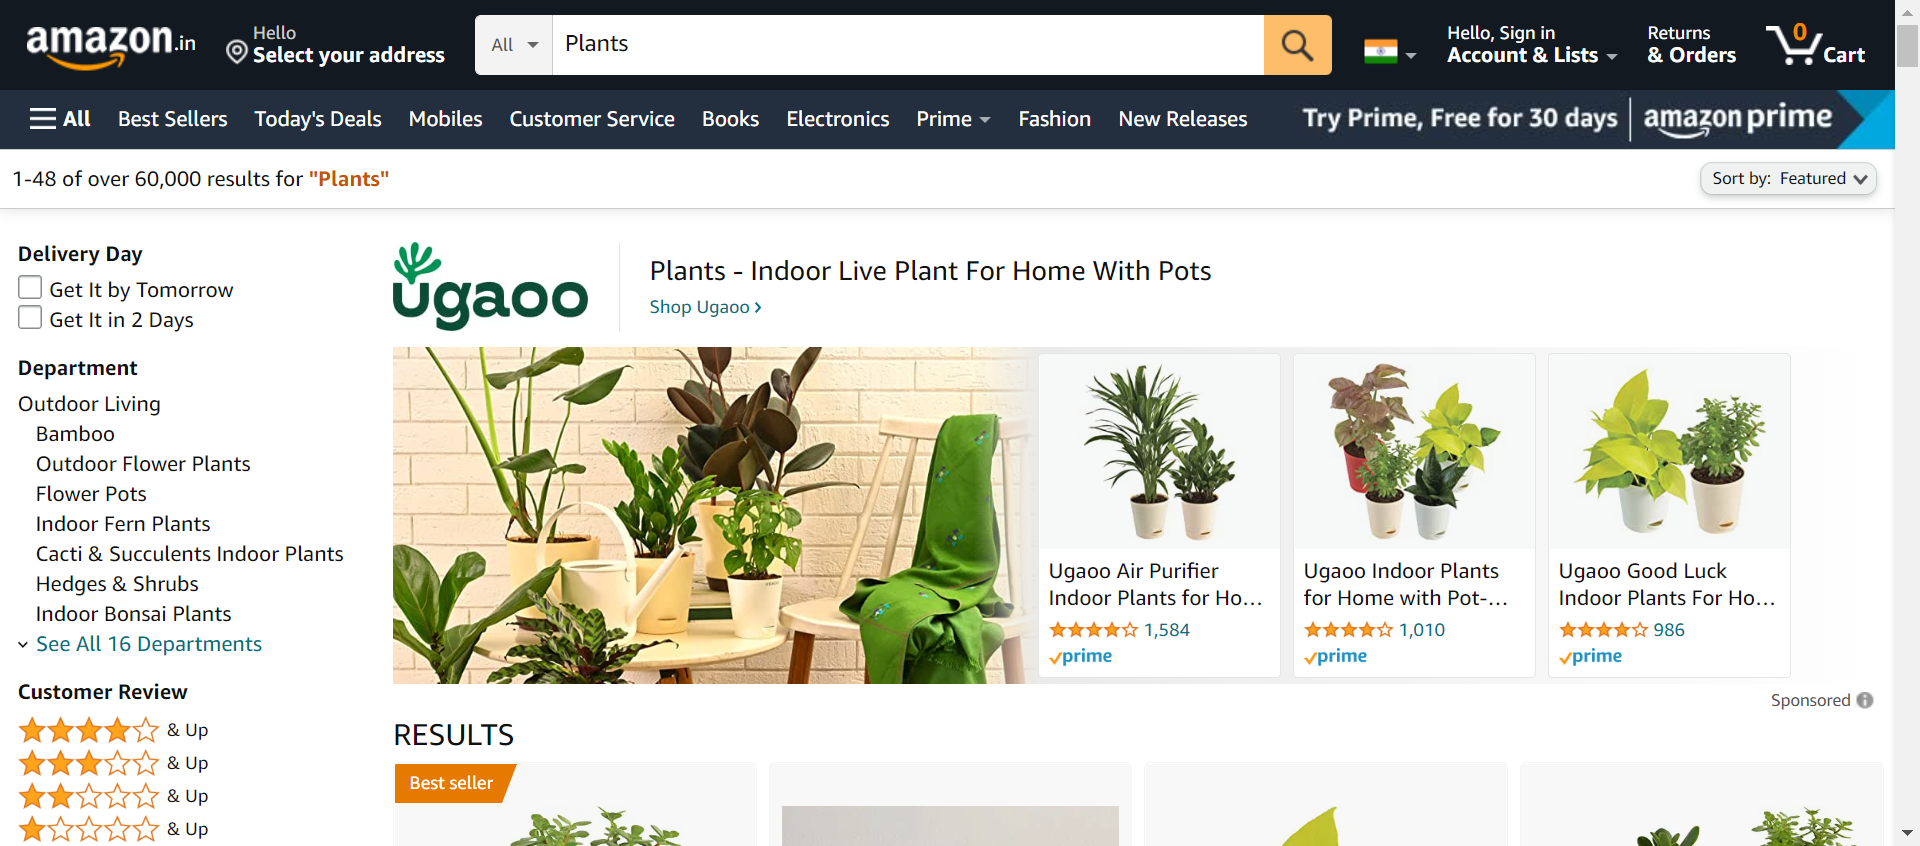 amazon.in
Hello
Select your address
All
Plants
Hello, Sign in
Account & Lists
Returns
& Orders
0
Cart
All
Best Sellers
Today's Deals
Mobiles
Customer Service
Books
Electronics
Prime
Fashion
New Releases
Try Prime, Free for 30 days
amazon prime
1-48 of over 60,000 results for "Plants"
Sort by: Featured
Delivery Day
Get It by Tomorrow
Get It in 2 Days
Department
Outdoor Living
Bamboo
Outdoor Flower Plants
Flower Pots
Indoor Fern Plants
Cacti & Succulents Indoor Plants
Hedges & Shrubs
Indoor Bonsai Plants
See All 16 Departments
Customer Review
& Up
& Up
& Up
& Up
ugaoo
Plants - Indoor Live Plant For Home With Pots
Shop Ugaoo ›
Ugaoo Air Purifier
Indoor Plants for Ho...
1,584
prime
Ugaoo Indoor Plants
for Home with Pot-...
1,010
prime
Ugaoo Good Luck
Indoor Plants For Ho...
986
prime
Sponsored
RESULTS
Best seller